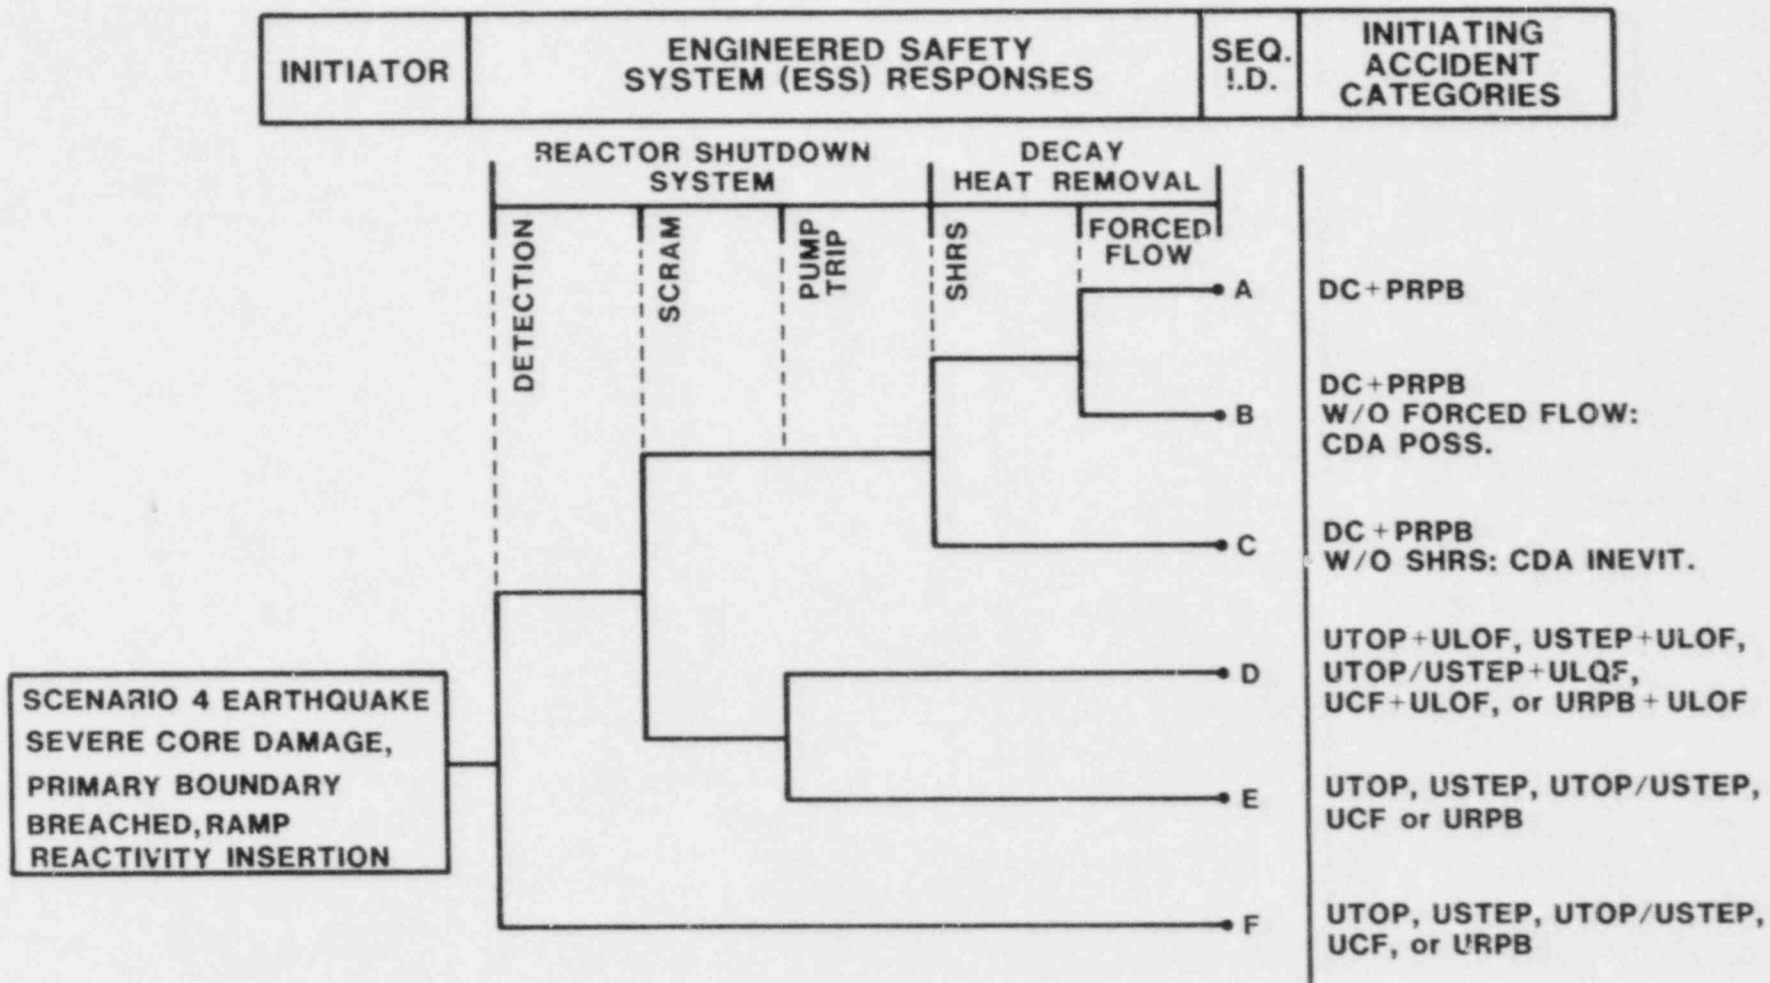 INITIATOR
ENGINEERED SAFETY
SYSTEM (ESS) RESPONSES
SEQ.
I.D.
INITIATING
ACCIDENT
CATEGORIES
REACTOR SHUTDOWN
SYSTEM
DECAY
HEAT REMOVAL
DETECTION
SCRAM
PUMP
TRIP
SHRS
FORCED
FLOW
A
DC+PRPB
B
DC+PRPB
W/O FORCED FLOW:
CDA POSS.
C
DC+PRPB
W/O SHRS: CDA INEVIT.
D
UTOP+ULOF, USTEP+ULOF,
UTOP/USTEP+ULOF,
UCF+ULOF, or URPB+ULOF
E
UTOP, USTEP, UTOP/USTEP,
UCF or URPB
F
UTOP, USTEP, UTOP/USTEP,
UCF, or URPB
SCENARIO 4 EARTHQUAKE
SEVERE CORE DAMAGE,
PRIMARY BOUNDARY
BREACHED, RAMP
REACTIVITY INSERTION